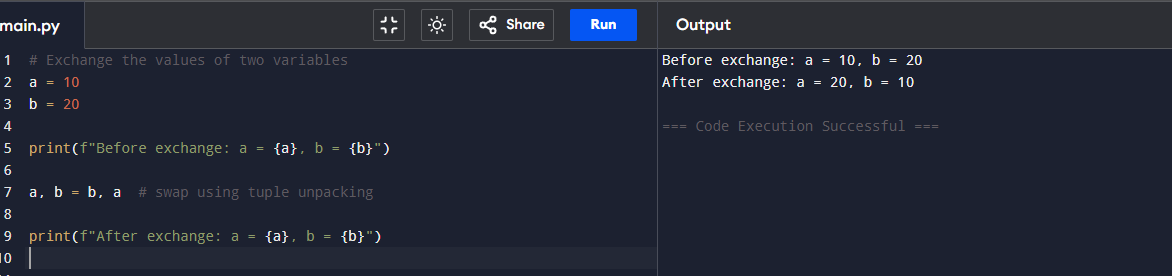 main.py
Share
Run
Output
1 # Exchange the values of two variables
2 a = 10
3 b = 20
4
5 print(f"Before exchange: a = {a}, b = {b}")
6
7 a, b = b, a  # swap using tuple unpacking
8
9 print(f"After exchange: a = {a}, b = {b}")
10
Before exchange: a = 10, b = 20
After exchange: a = 20, b = 10
=== Code Execution Successful ===